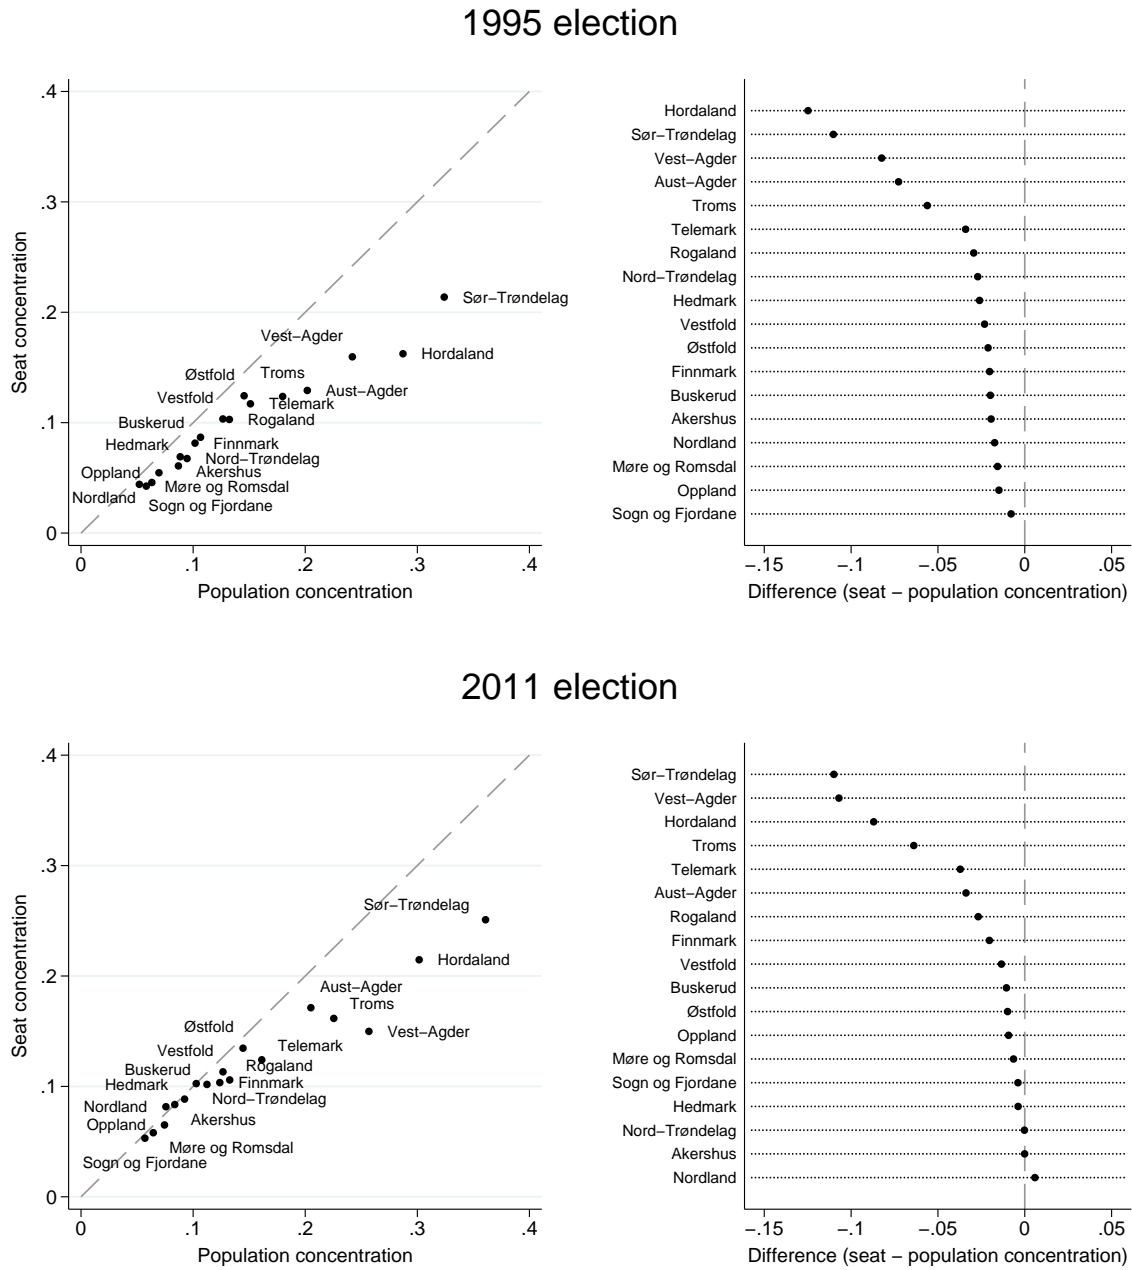 1995 election
.4
.3
.2
.1
0
Seat concentration
Sør−Trøndelag
Vest−Agder
Hordaland
Østfold
Troms
Aust−Agder
Vestfold
Telemark
Buskerud
Rogaland
Hedmark
Finnmark
Nord−Trøndelag
Oppland
Akershus
Møre og Romsdal
Nordland
Sogn og Fjordane
0 .1 .2 .3 .4
Population concentration
Hordaland
Sør−Trøndelag
Vest−Agder
Aust−Agder
Troms
Telemark
Rogaland
Nord−Trøndelag
Hedmark
Vestfold
Østfold
Finnmark
Buskerud
Akershus
Nordland
Møre og Romsdal
Oppland
Sogn og Fjordane
−.15 −.1 −.05 0 .05
Difference (seat − population concentration)
2011 election
.4
.3
.2
.1
0
Seat concentration
Sør−Trøndelag
Hordaland
Aust−Agder
Troms
Vest−Agder
Østfold
Telemark
Vestfold
Rogaland
Buskerud
Finnmark
Hedmark
Nord−Trøndelag
Nordland
Akershus
Oppland
Møre og Romsdal
Sogn og Fjordane
0 .1 .2 .3 .4
Population concentration
Sør−Trøndelag
Vest−Agder
Hordaland
Troms
Telemark
Aust−Agder
Rogaland
Finnmark
Vestfold
Buskerud
Østfold
Oppland
Møre og Romsdal
Sogn og Fjordane
Hedmark
Nord−Trøndelag
Akershus
Nordland
−.15 −.1 −.05 0 .05
Difference (seat − population concentration)